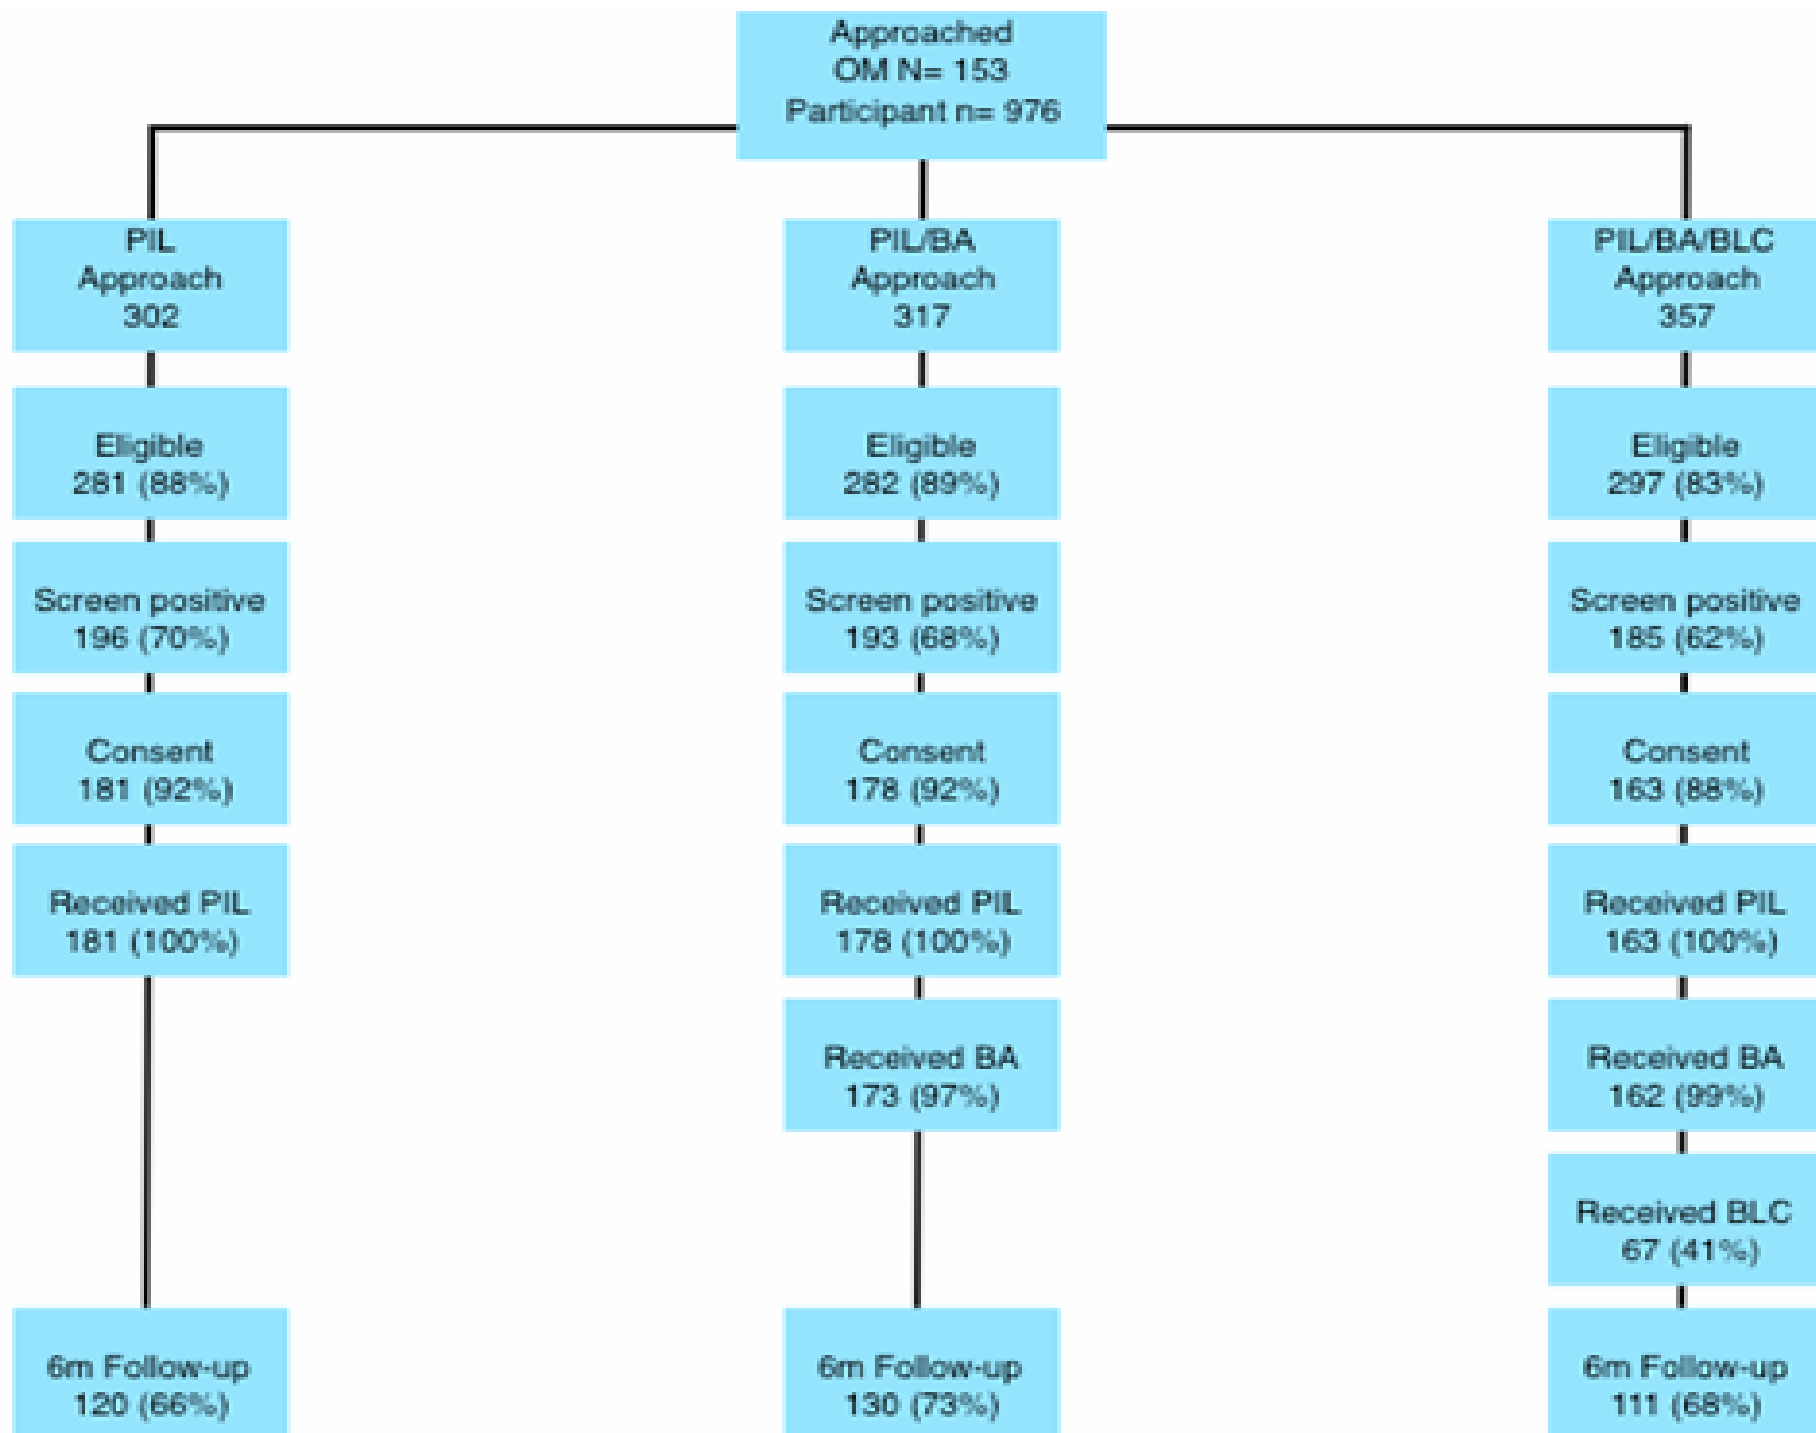 Approached
OM N= 153
Participant n= 976
PIL
Approach
302
PIL/BA
Approach
317
PIL/BA/BLC
Approach
357
Eligible
281 (88%)
Eligible
282 (89%)
Eligible
297 (83%)
Screen positive
196 (70%)
Screen positive
193 (68%)
Screen positive
185 (62%)
Consent
181 (92%)
Consent
178 (92%)
Consent
163 (88%)
Received PIL
181 (100%)
Received PIL
178 (100%)
Received PIL
163 (100%)
Received BA
173 (97%)
Received BA
162 (99%)
Received BLC
67 (41%)
6m Follow-up
120 (66%)
6m Follow-up
130 (73%)
6m Follow-up
111 (68%)